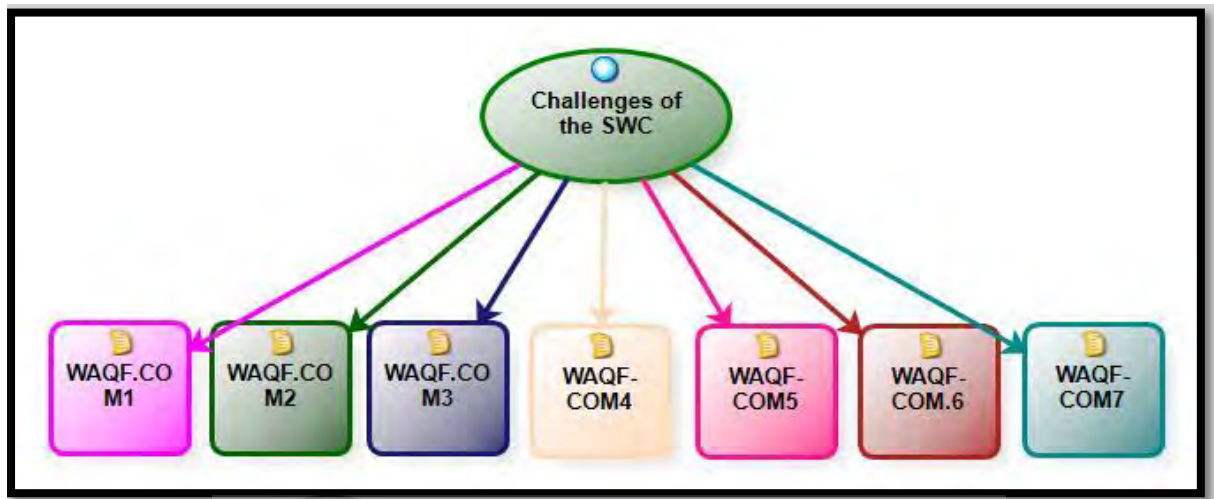 Challenges of
the SWC
WAQF.CO
M1
WAQF.CO
M2
WAQF.CO
M3
WAQF-
COM4
WAQF-
COM5
WAQF-
COM.6
WAQF-
COM7